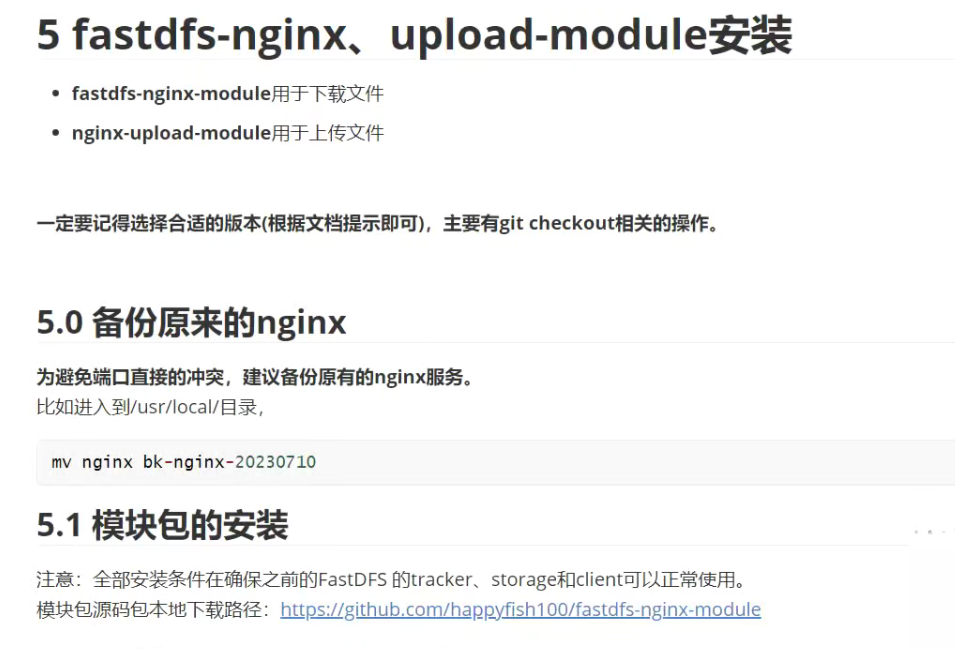 5 fastdfs-nginx、upload-module安装
fastdfs-nginx-module用于下载文件
nginx-upload-module用于上传文件
一定要记得选择合适的版本(根据文档提示即可)，主要有git checkout相关的操作。
5.0 备份原来的nginx
为避免端口直接的冲突，建议备份原有的nginx服务。
比如进入到/usr/local/目录，
mv nginx bk-nginx-20230710
5.1 模块包的安装
注意：全部安装条件在确保之前的FastDFS 的tracker、storage和client可以正常使用。
模块包源码包本地下载路径：https://github.com/happyfish100/fastdfs-nginx-module